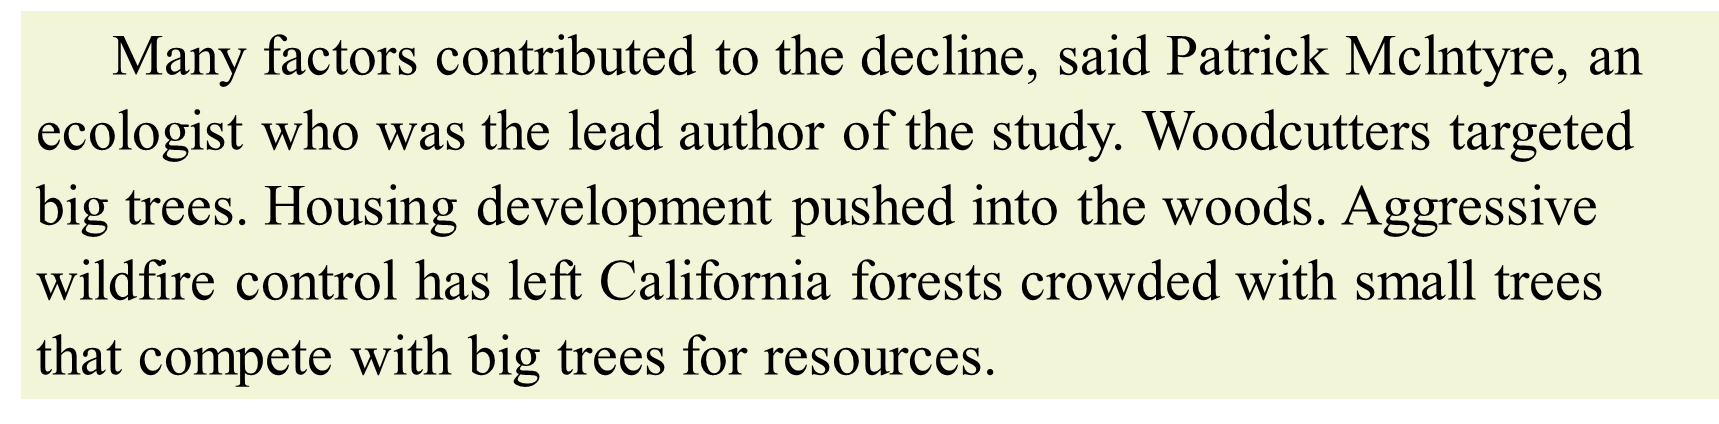 Many factors contributed to the decline, said Patrick McIntyre, an
ecologist who was the lead author of the study. Woodcutters targeted
big trees. Housing development pushed into the woods. Aggressive
wildfire control has left California forests crowded with small trees
that compete with big trees for resources.